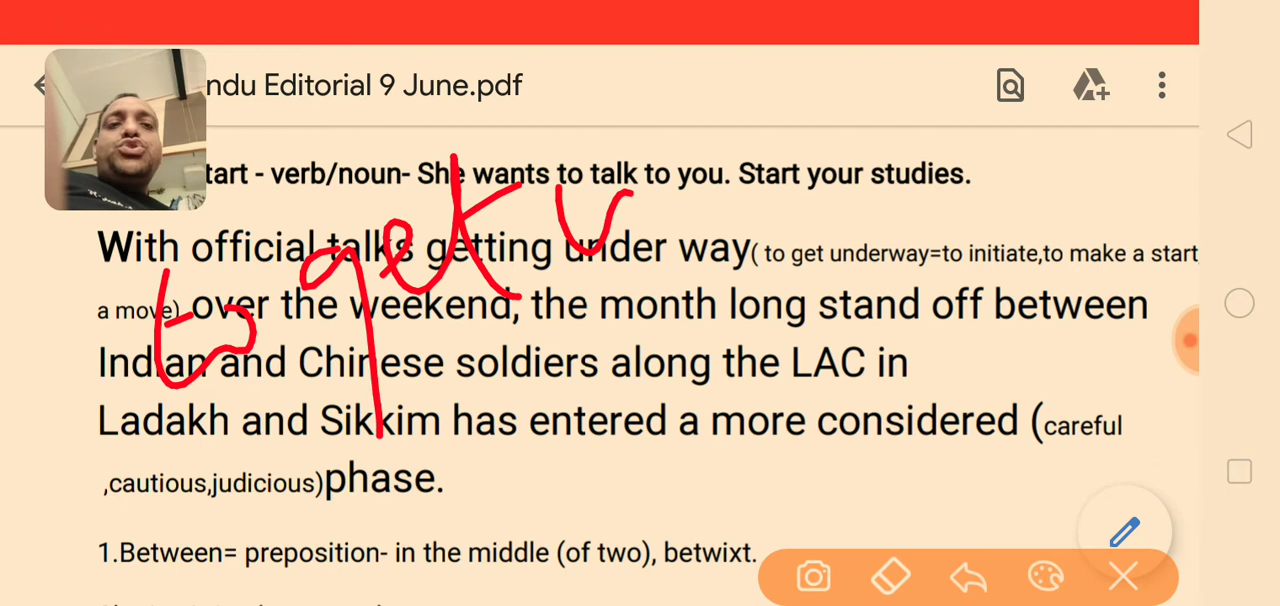 ndu Editorial 9 June.pdf
tart - verb/noun- She wants to talk to you. Start your studies.
With official talks getting under way( to get underway=to initiate,to make a start
a move) over the weekend, the month long stand off between
Indian and Chinese soldiers along the LAC in
Ladakh and Sikkim has entered a more considered (careful
,cautious,judicious)phase.
1.Between= preposition- in the middle (of two), betwixt.
to get u